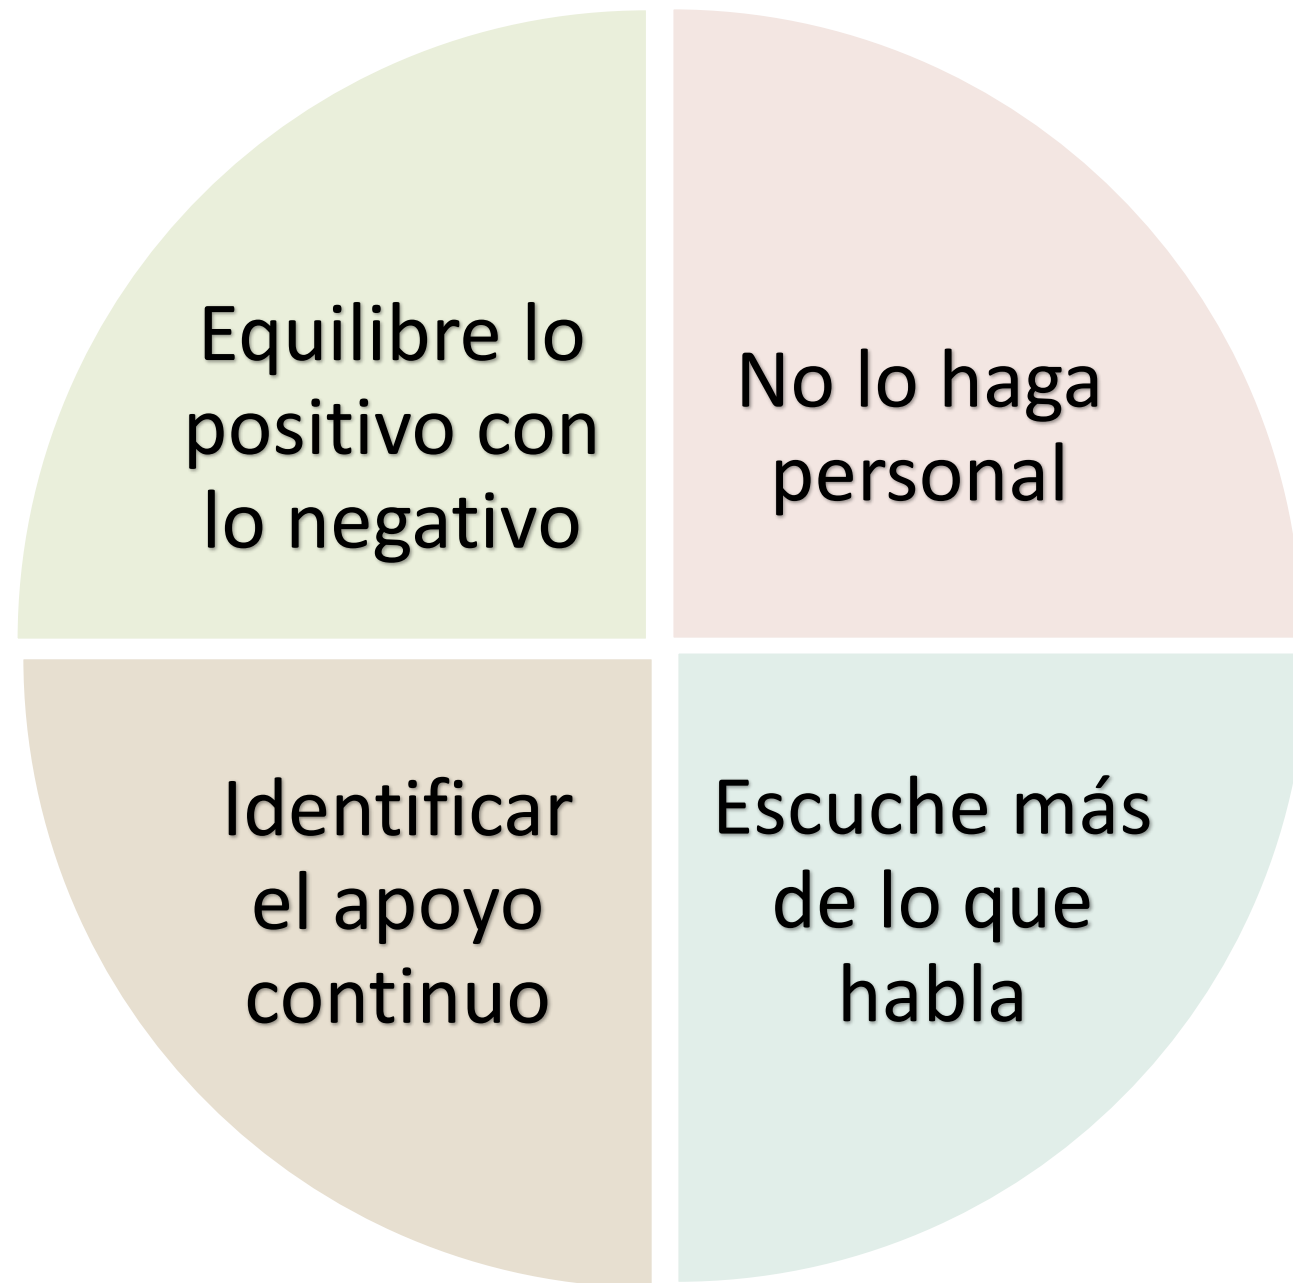 Equilibre lo
positivo con
lo negativo
No lo haga
personal
Identificar
el apoyo
continuo
Escuche más
de lo que
habla